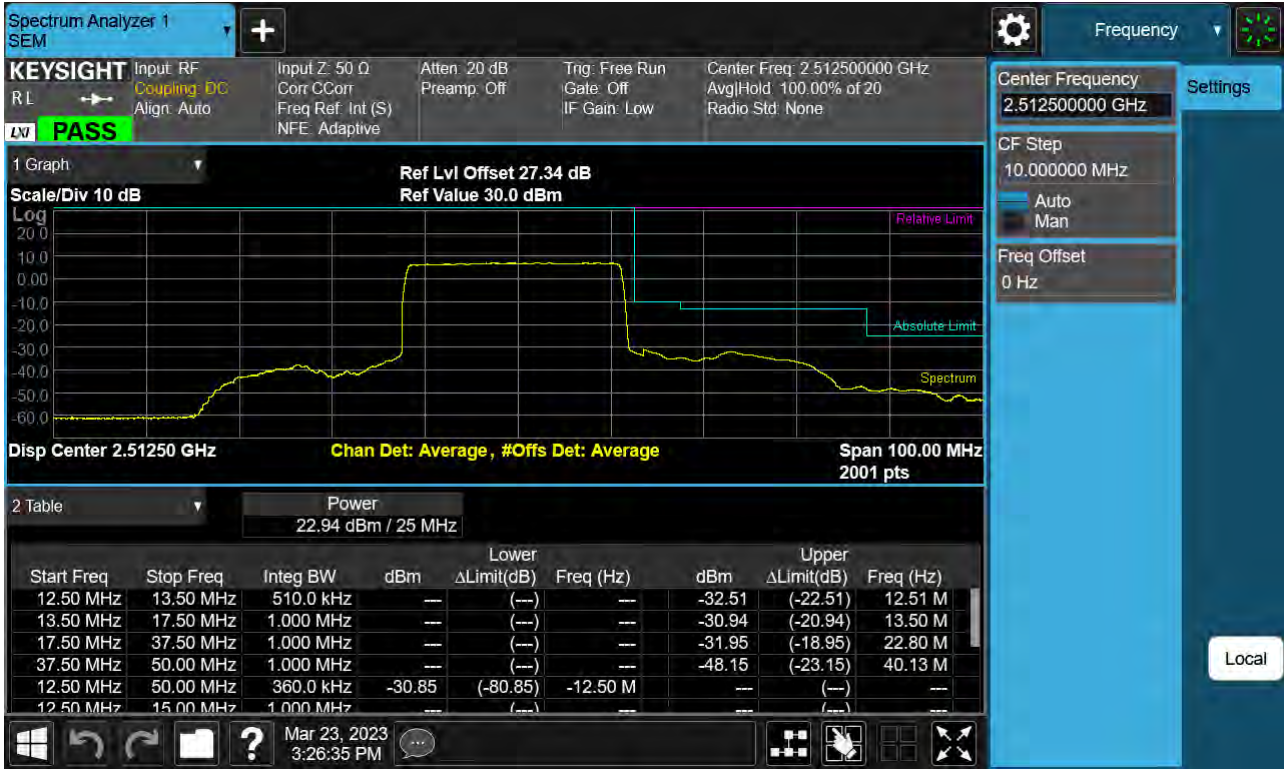 Spectrum Analyzer 1
SEM
Frequency
KEYSIGHT
RL
LXI
PASS
Input: RF
Coupling: DC
Align: Auto
Input Z: 50 Ω
Corr CCorr
Freq Ref: Int (S)
NFE: Adaptive
Atten: 20 dB
Preamp: Off
Trig: Free Run
Gate: Off
IF Gain: Low
Center Freq: 2.512500000 GHz
Avg|Hold: 100.00% of 20
Radio Std: None
Center Frequency
2.512500000 GHz
Settings
CF Step
10.000000 MHz
Auto
Man
Freq Offset
0 Hz
Local
1 Graph
Scale/Div 10 dB
Ref Lvl Offset 27.34 dB
Ref Value 30.0 dBm
Log
20.0
10.0
0.00
-10.0
-20.0
-30.0
-40.0
-50.0
-60.0
Relative Limit
Absolute Limit
Spectrum
Disp Center 2.51250 GHz
Chan Det: Average , #Offs Det: Average
Span 100.00 MHz
2001 pts
2 Table
Power
22.94 dBm / 25 MHz
Lower Upper
Start Freq Stop Freq Integ BW dBm ΔLimit(dB) Freq (Hz) dBm ΔLimit(dB) Freq (Hz)
12.50 MHz 13.50 MHz 510.0 kHz --- (---) --- -32.51 (-22.51) 12.51 M
13.50 MHz 17.50 MHz 1.000 MHz --- (---) --- -30.94 (-20.94) 13.50 M
17.50 MHz 37.50 MHz 1.000 MHz --- (---) --- -31.95 (-18.95) 22.80 M
37.50 MHz 50.00 MHz 1.000 MHz --- (---) --- -48.15 (-23.15) 40.13 M
12.50 MHz 50.00 MHz 360.0 kHz -30.85 (-80.85) -12.50 M --- (---) ---
12.50 MHz 15.00 MHz 1.000 MHz --- (---) --- --- (---) ---
?
Mar 23, 2023
3:26:35 PM